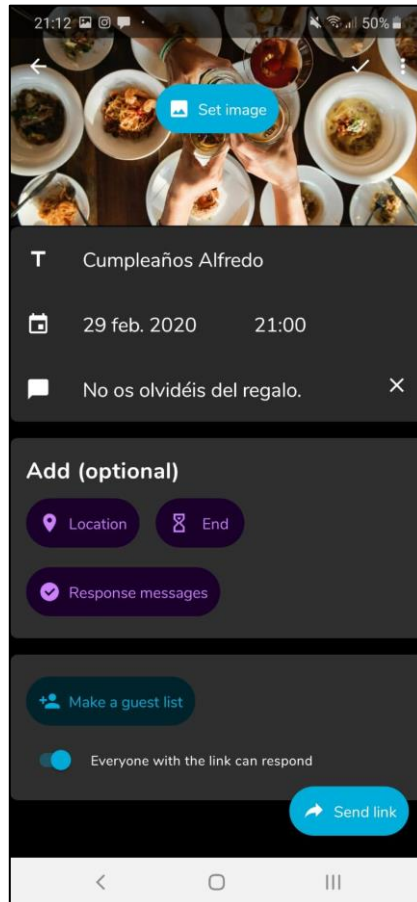 21:12 50%
Set image
Cumpleaños Alfredo
29 feb. 2020 21:00
No os olvidéis del regalo.
Add (optional)
Location End
Response messages
Make a guest list
Everyone with the link can respond
Send link